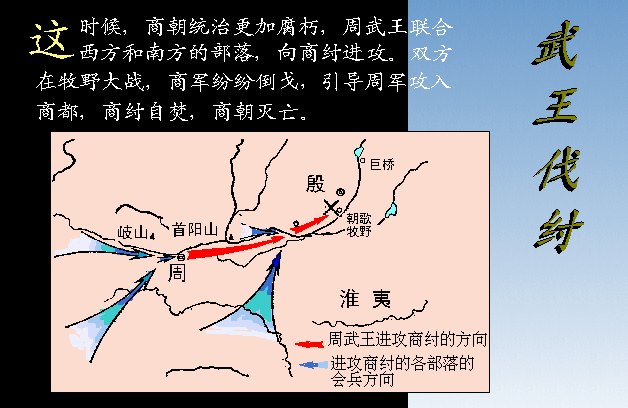 这时候，商朝统治更加腐朽，周武王联合
西方和南方的部落，向商纣进攻。双方
在牧野大战，商军纷纷倒戈，引导周军攻入
商都，商纣自焚，商朝灭亡。
武王伐纣
巨桥
殷
朝歌
牧野
首阳山
岐山
周
淮夷
周武王进攻商纣的方向
进攻商纣的各部落的
会兵方向